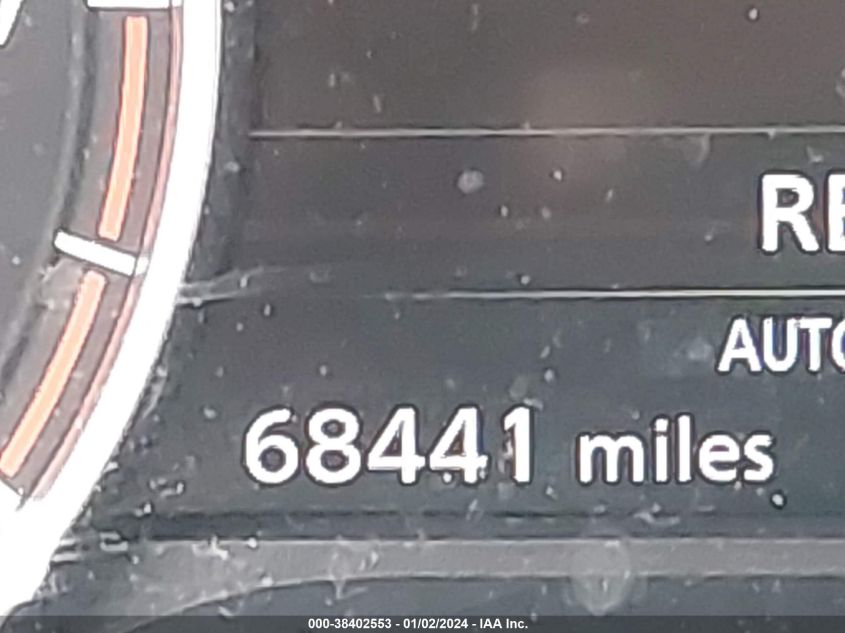 RE
AUTO
68441 miles
000-38402553 - 01/02/2024 - IAA Inc.